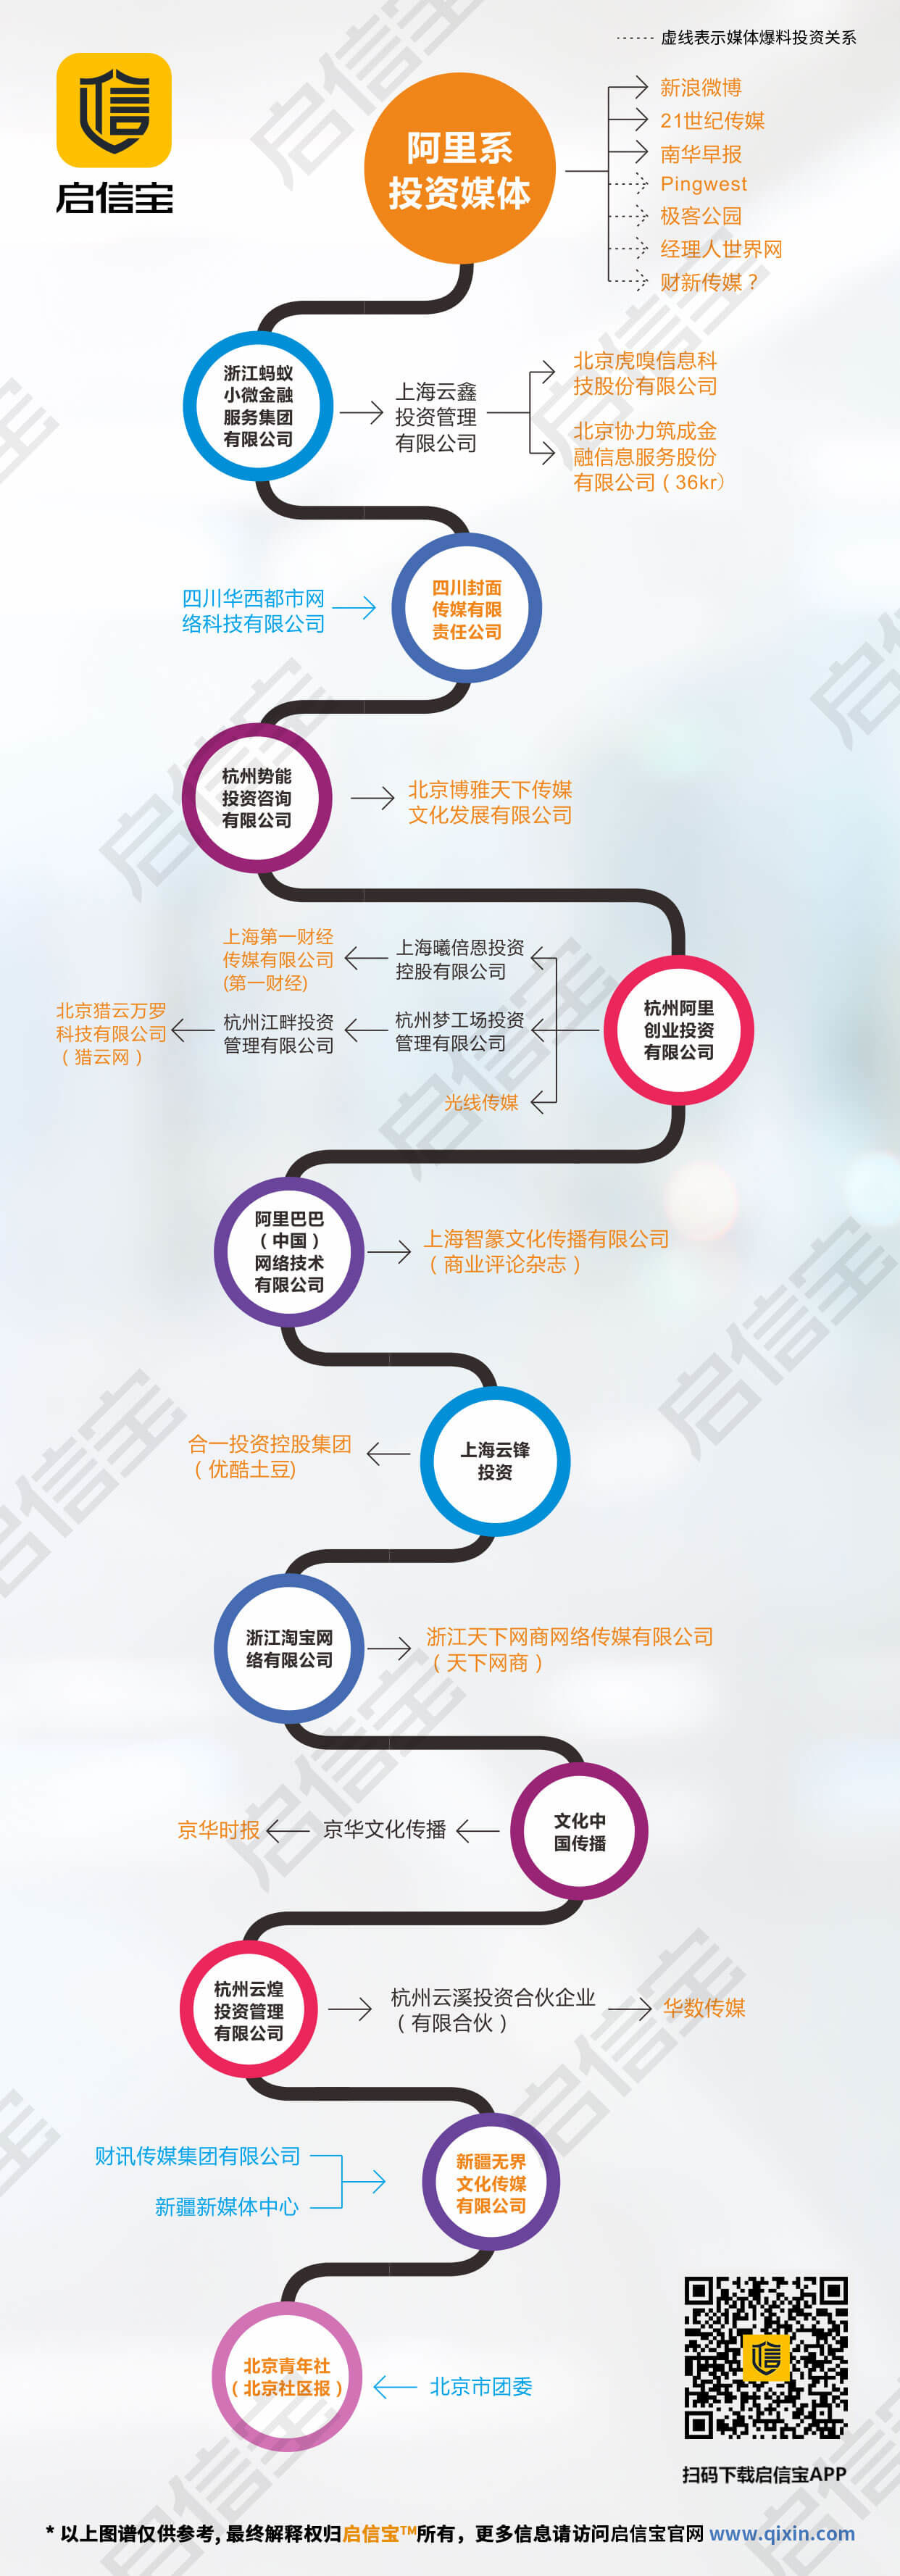 虚线表示媒体爆料投资关系
启信宝
阿里系
投资媒体
新浪微博
21世纪传媒
南华早报
Pingwest
极客公园
经理人世界网
财新传媒？
浙江蚂蚁
小微金融
服务集团
有限公司
上海云鑫
投资管理
有限公司
北京虎嗅信息科
技股份有限公司
北京协力筑成金
融信息服务股份
有限公司（36kr）
四川华西都市网
络科技有限公司
四川封面
传媒有限
责任公司
杭州势能
投资咨询
有限公司
北京博雅天下传媒
文化发展有限公司
上海第一财经
传媒有限公司
(第一财经)
上海曦倍恩投资
控股有限公司
北京猎云万罗
科技有限公司
（猎云网）
杭州江畔投资
管理有限公司
杭州梦工场投资
管理有限公司
光线传媒
杭州阿里
创业投资
有限公司
阿里巴巴
（中国）
网络技术
有限公司
上海智篆文化传播有限公司
（商业评论杂志）
合一投资控股集团
（优酷土豆)
上海云锋
投资
浙江淘宝网
络有限公司
浙江天下网商网络传媒有限公司
（天下网商）
京华时报
京华文化传播
文化中
国传播
杭州云煌
投资管理
有限公司
杭州云溪投资合伙企业
（有限合伙）
华数传媒
财讯传媒集团有限公司
新疆新媒体中心
新疆无界
文化传媒
有限公司
北京青年社
（北京社区报）
北京市团委
扫码下载启信宝APP
* 以上图谱仅供参考, 最终解释权归启信宝™所有，更多信息请访问启信宝官网 www.qixin.com